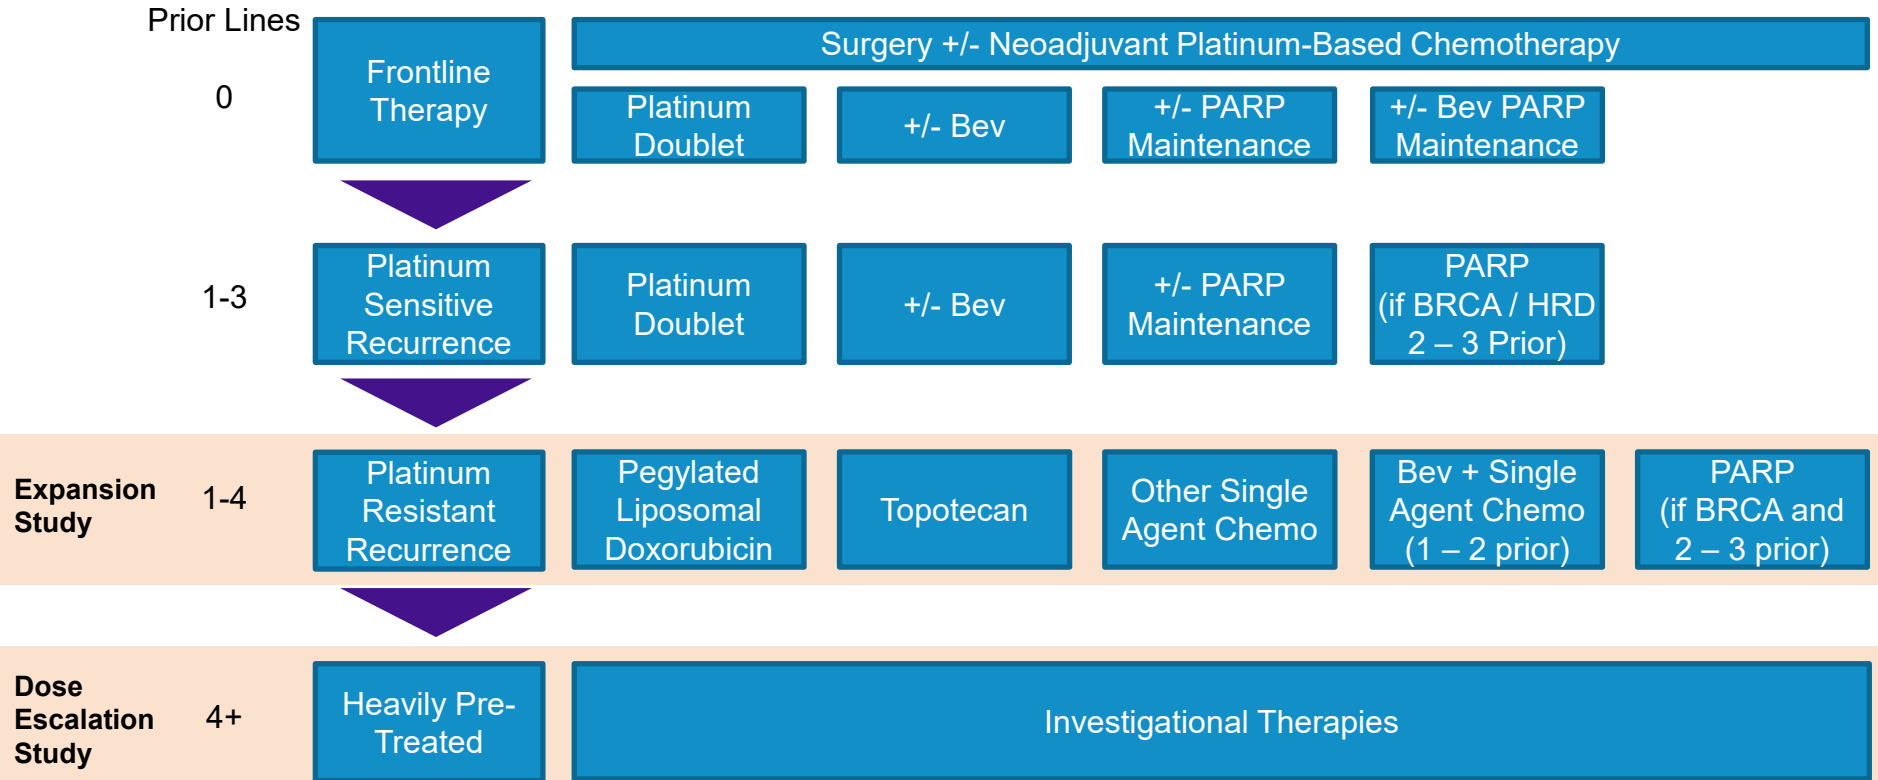 Prior Lines
0
Frontline
Therapy
Surgery +/- Neoadjuvant Platinum-Based Chemotherapy
Platinum
Doublet
+/- Bev
+/- PARP
Maintenance
+/- Bev PARP
Maintenance
1-3
Platinum
Sensitive
Recurrence
Platinum
Doublet
+/- Bev
+/- PARP
Maintenance
PARP
(if BRCA / HRD
2 – 3 Prior)
Expansion
Study
1-4
Platinum
Resistant
Recurrence
Pegylated
Liposomal
Doxorubicin
Topotecan
Other Single
Agent Chemo
Bev + Single
Agent Chemo
(1 – 2 prior)
PARP
(if BRCA and
2 – 3 prior)
Dose
Escalation
Study
4+
Heavily Pre-
Treated
Investigational Therapies